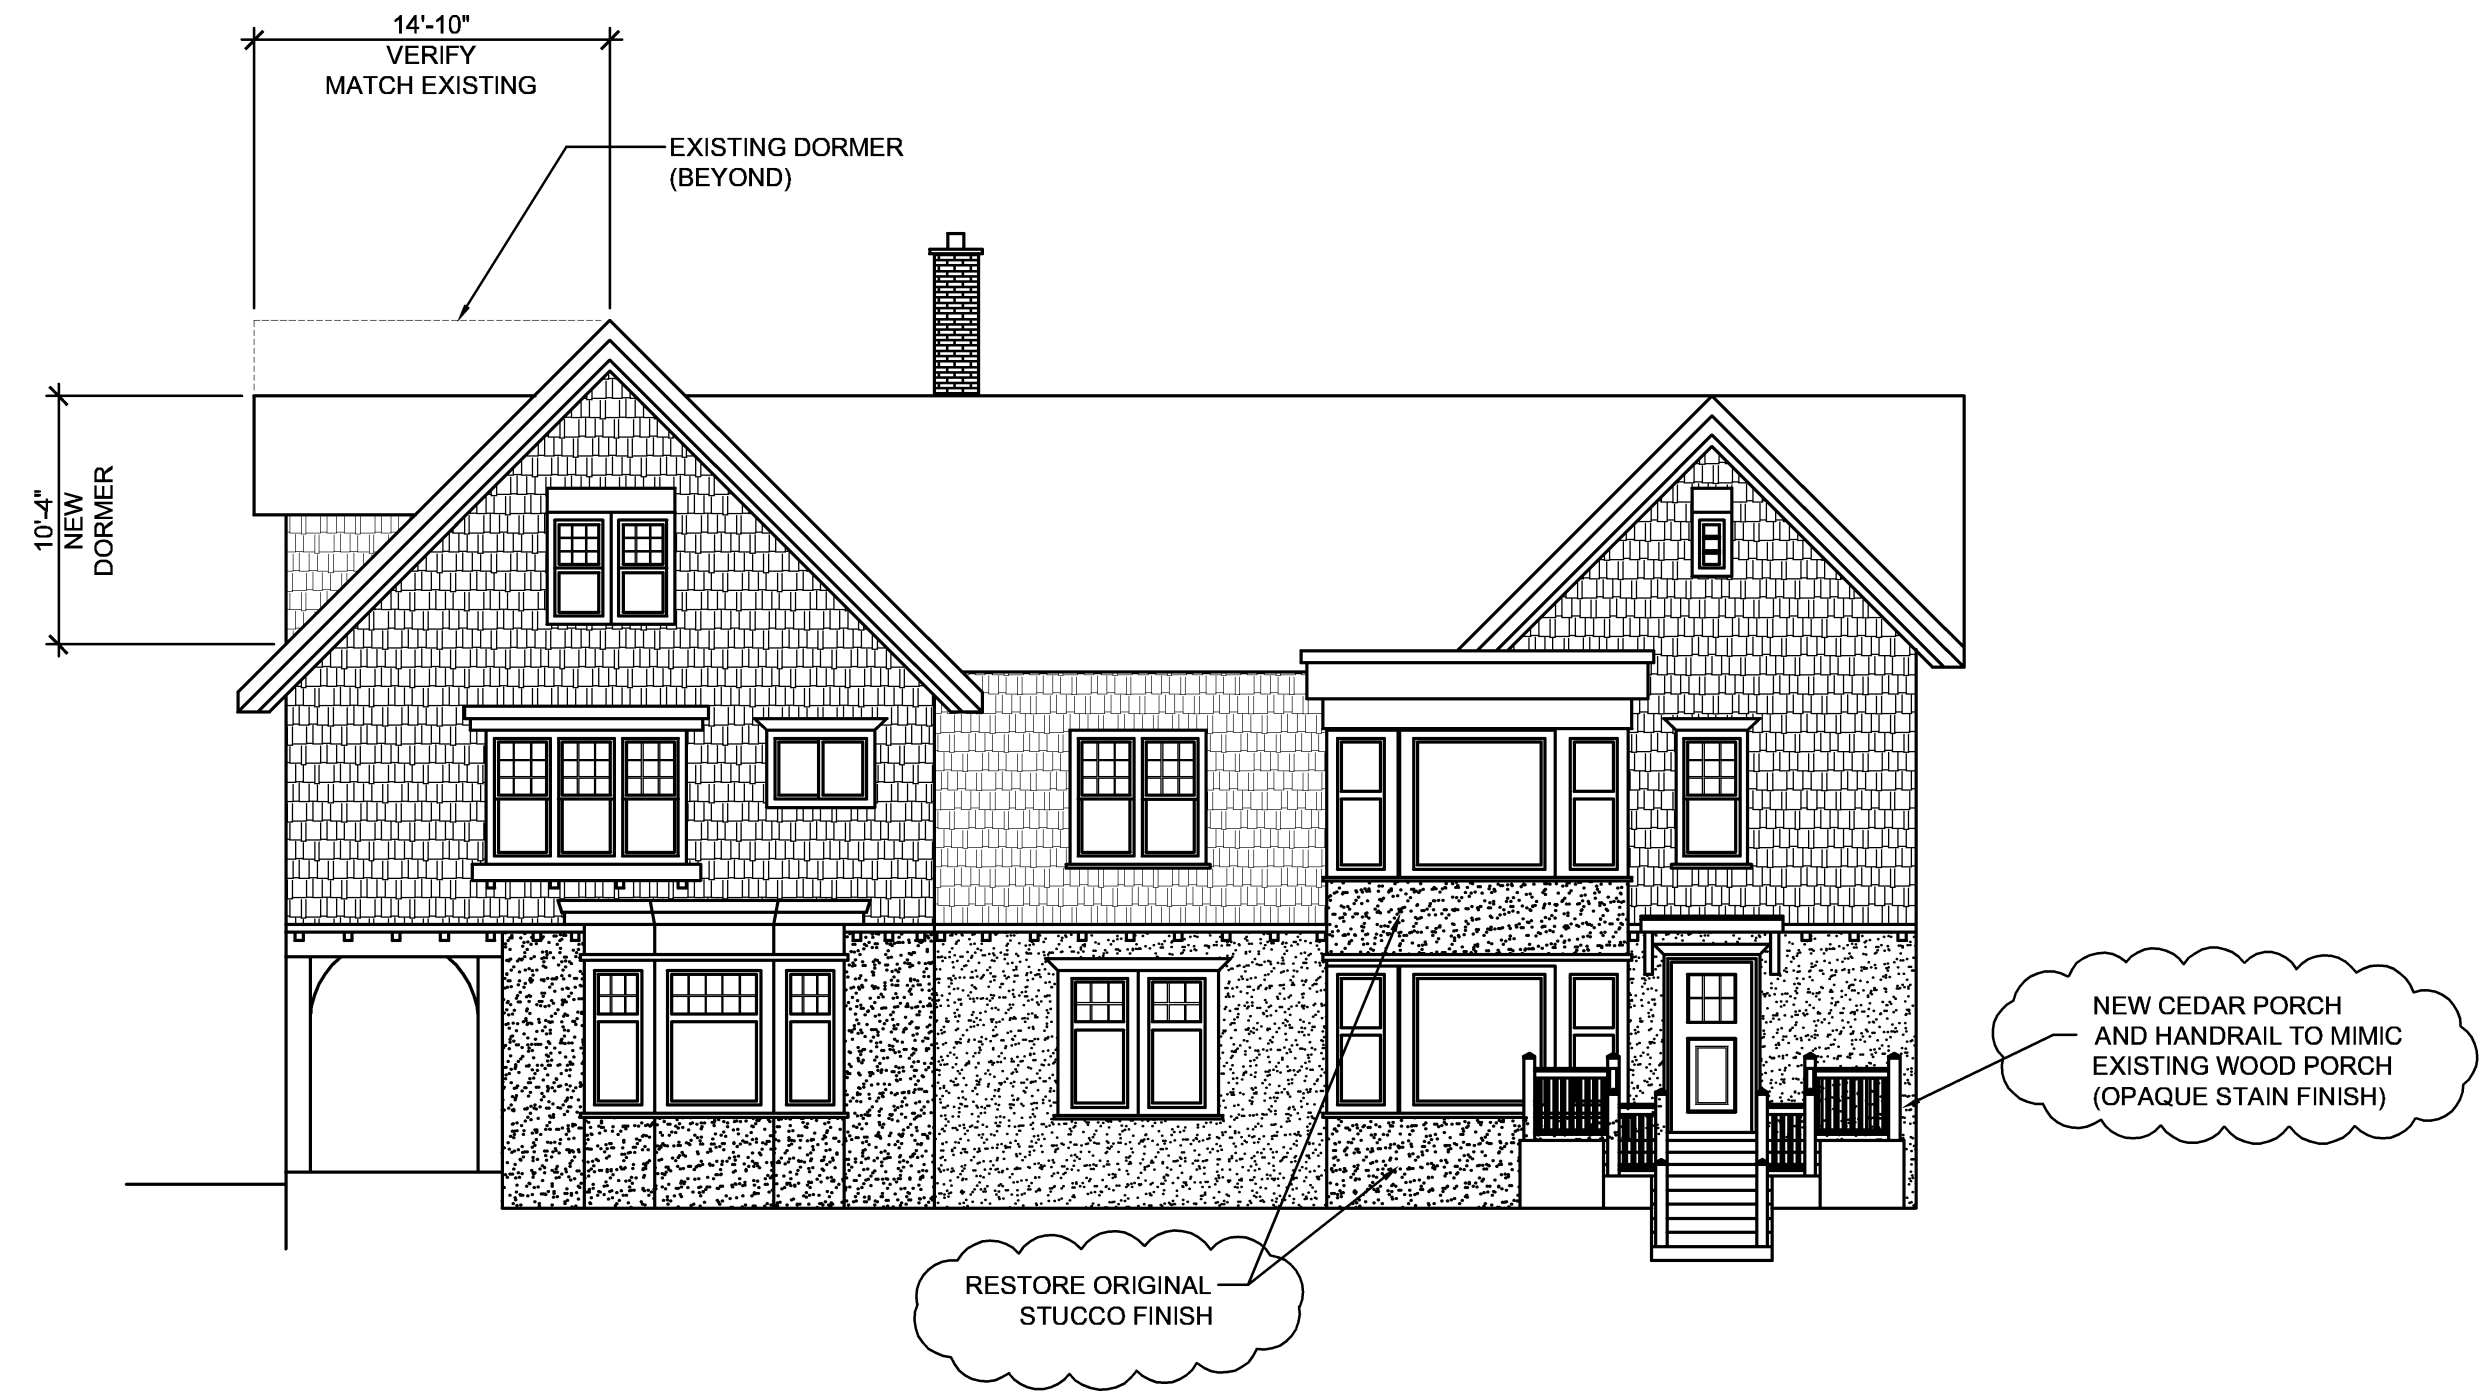 14'-10"
VERIFY
MATCH EXISTING
EXISTING DORMER
(BEYOND)
10'-4"
NEW
DORMER
NEW CEDAR PORCH
AND HANDRAIL TO MIMIC
EXISTING WOOD PORCH
(OPAQUE STAIN FINISH)
RESTORE ORIGINAL
STUCCO FINISH